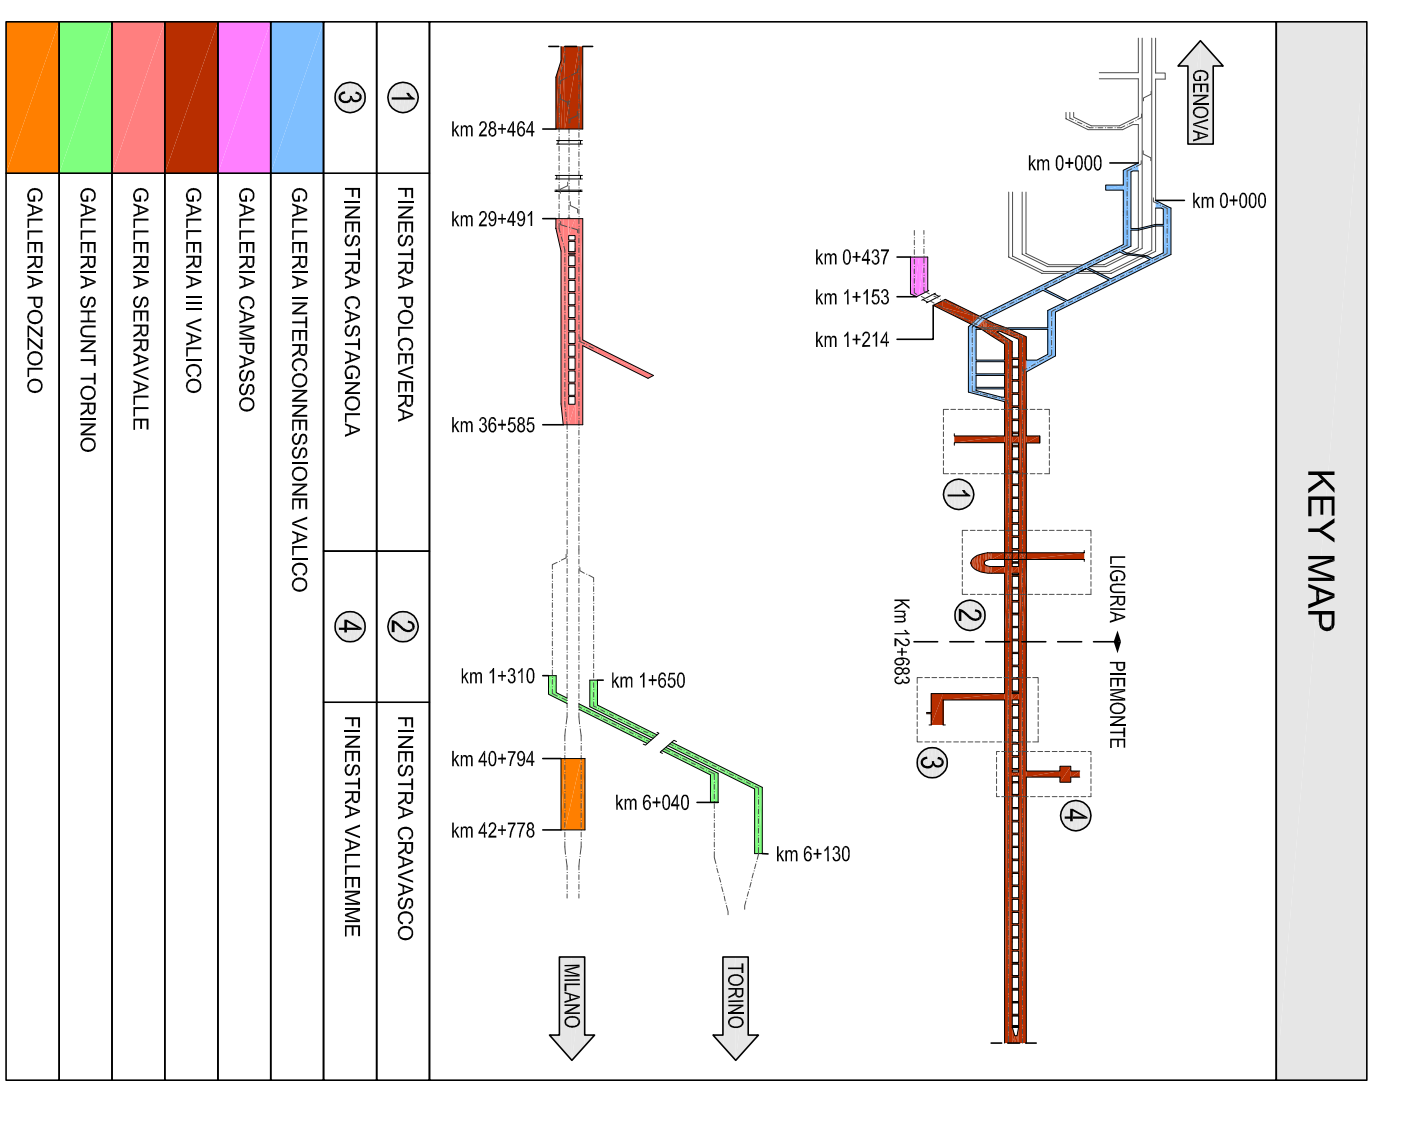 KEY MAP
GENOVA
km 0+000
km 0+000
km 0+437
km 1+153
km 1+214
1
2
LIGURIA
PIEMONTE
Km 12+683
3
4
km 28+464
km 29+491
km 36+585
km 1+310
km 1+650
km 40+794
km 6+040
km 42+778
km 6+130
MILANO
TORINO
1 FINESTRA POLCEVERA
2 FINESTRA CRAVASCO
3 FINESTRA CASTAGNOLA
4 FINESTRA VALLEMME
GALLERIA INTERCONNESSIONE VALICO
GALLERIA CAMPASSO
GALLERIA III VALICO
GALLERIA SERRAVALLE
GALLERIA SHUNT TORINO
GALLERIA POZZOLO